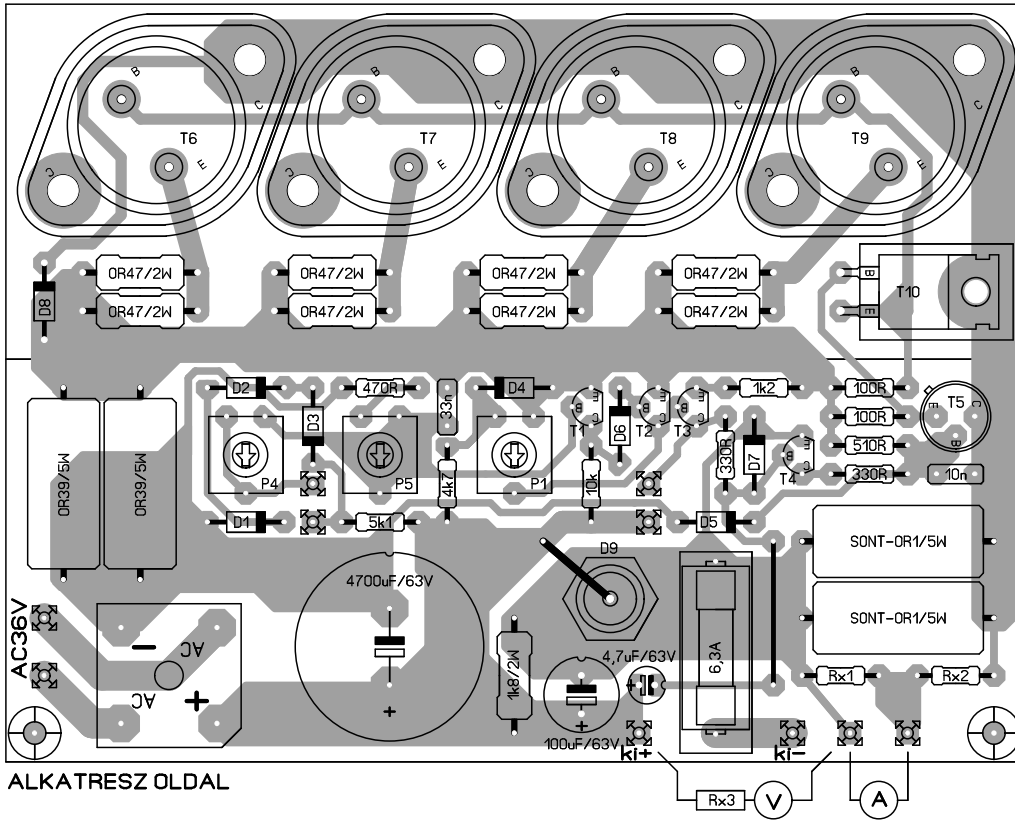 B
C
C
E
T6
B
C
C
E
T7
B
C
C
E
T8
B
C
C
E
T9
D8
0R47/2W
0R47/2W
0R47/2W
0R47/2W
0R47/2W
0R47/2W
0R47/2W
0R47/2W
B
E
T10
D2
D3
470R
33n
D4
E
B
C
T1
D6
E
B
C
T2
E
B
C
T3
1k2
100R
100R
510R
330R
E
C
B
T5
10n
0R39/5W
0R39/5W
P4
P5
4k7
P1
10k
330R
D7
E
B
C
T4
D1
5k1
D5
SONT-0R1/5W
SONT-0R1/5W
D9
4700uF/63V
+
AC36V
-
AC
AC
+
1k8/2W
4,7uF/63V
+
6,3A
Rx1
Rx2
+
100uF/63V
ki+
ki-
ALKATRESZ OLDAL
Rx3
V
A